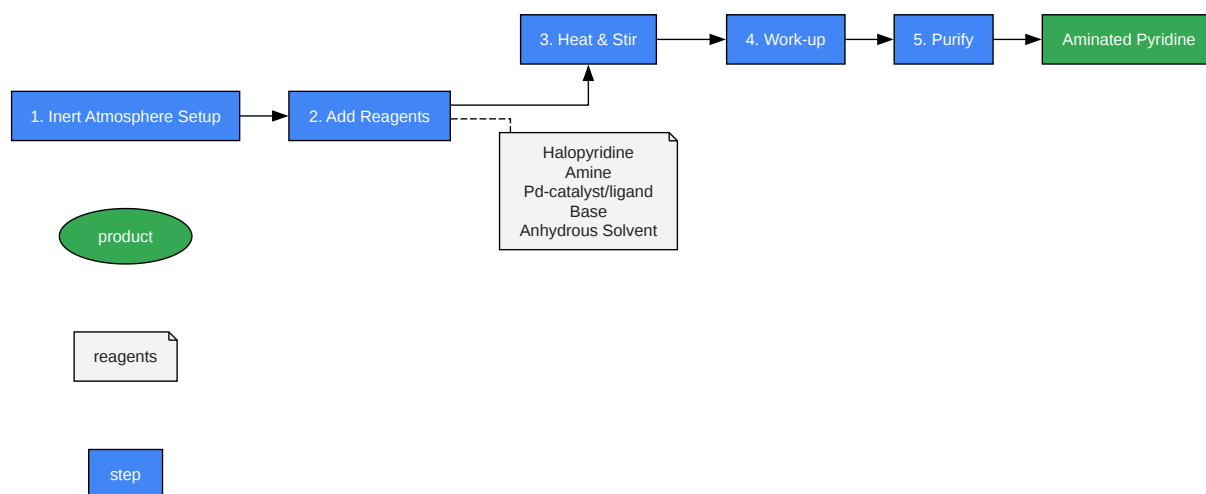 3. Heat & Stir
4. Work-up
5. Purify
Aminated Pyridine
1. Inert Atmosphere Setup
2. Add Reagents
Halopyridine
Amine
Pd-catalyst/ligand
Base
Anhydrous Solvent
product
reagents
step